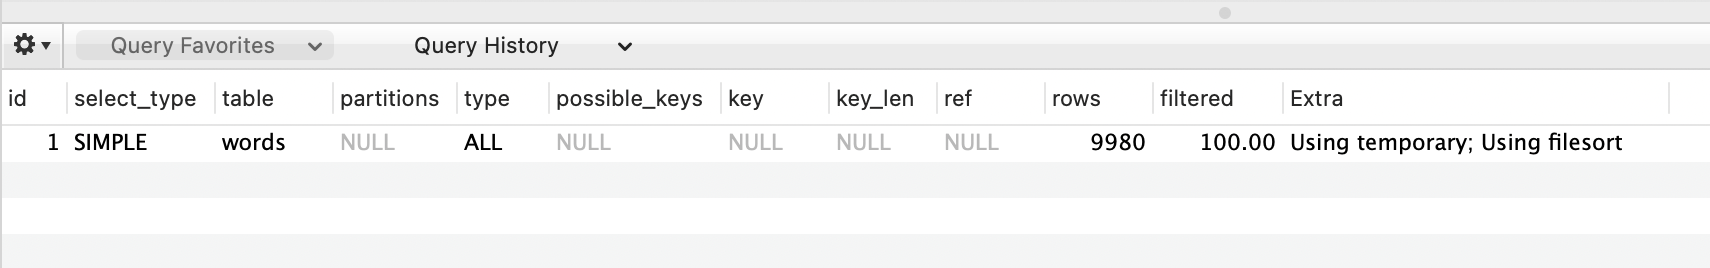 Query Favorites Query History
id select_type table partitions type possible_keys key key_len ref rows filtered Extra
1 SIMPLE words NULL ALL NULL NULL NULL NULL 9980 100.00 Using temporary; Using filesort